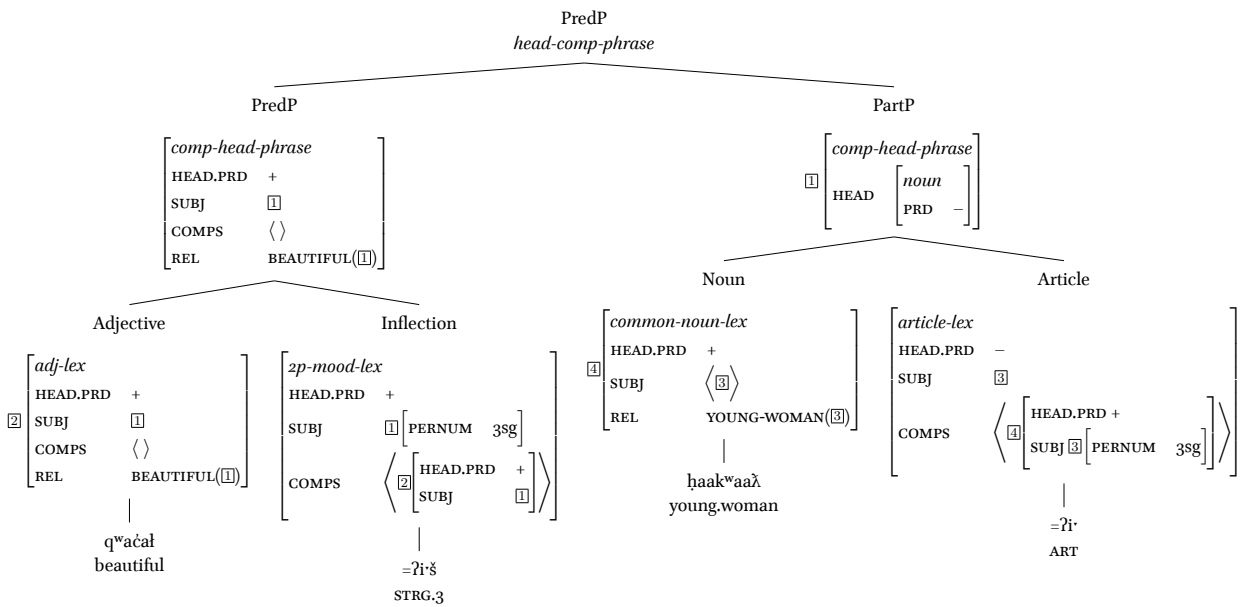 PredP
head-comp-phrase
PredP
comp-head-phrase
HEAD.PRD +
SUBJ 1
COMPS ⟨ ⟩
REL BEAUTIFUL(1)
PartP
1
comp-head-phrase
HEAD
noun
PRD −
Adjective
2
adj-lex
HEAD.PRD +
SUBJ 1
COMPS ⟨ ⟩
REL BEAUTIFUL(1)
qʷac̓ał
beautiful
Inflection
2p-mood-lex
HEAD.PRD +
SUBJ 1 [PERNUM 3sg]
COMPS ⟨ 2
HEAD.PRD +
SUBJ 1
⟩
=ʔi·š
STRG.3
Noun
4
common-noun-lex
HEAD.PRD +
SUBJ ⟨3⟩
REL YOUNG-WOMAN(3)
ḥaakʷaaƛ
young.woman
Article
article-lex
HEAD.PRD −
SUBJ 3
COMPS ⟨ 4
HEAD.PRD +
SUBJ 3 [PERNUM 3sg]
⟩
=ʔi·
ART